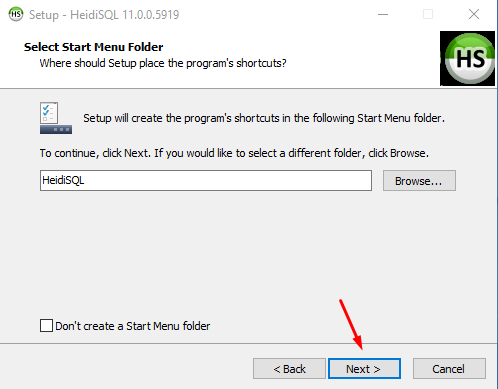 HS Setup - HeidiSQL 11.0.0.5919
Select Start Menu Folder
Where should Setup place the program's shortcuts?
HS
Setup will create the program's shortcuts in the following Start Menu folder.
To continue, click Next. If you would like to select a different folder, click Browse.
HeidiSQL
Browse...
Don't create a Start Menu folder
< Back
Next >
Cancel